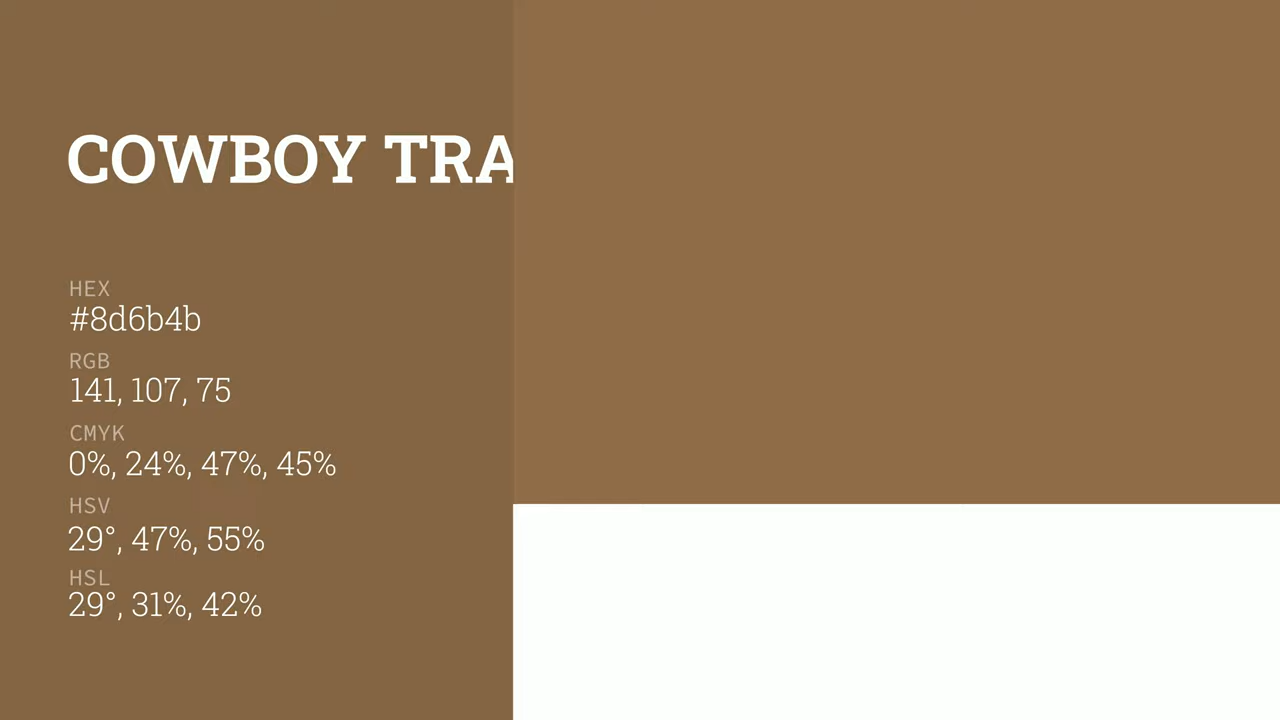 COWBOY TRA
HEX
#8d6b4b
RGB
141, 107, 75
CMYK
0%, 24%, 47%, 45%
HSV
29°, 47%, 55%
HSL
29°, 31%, 42%